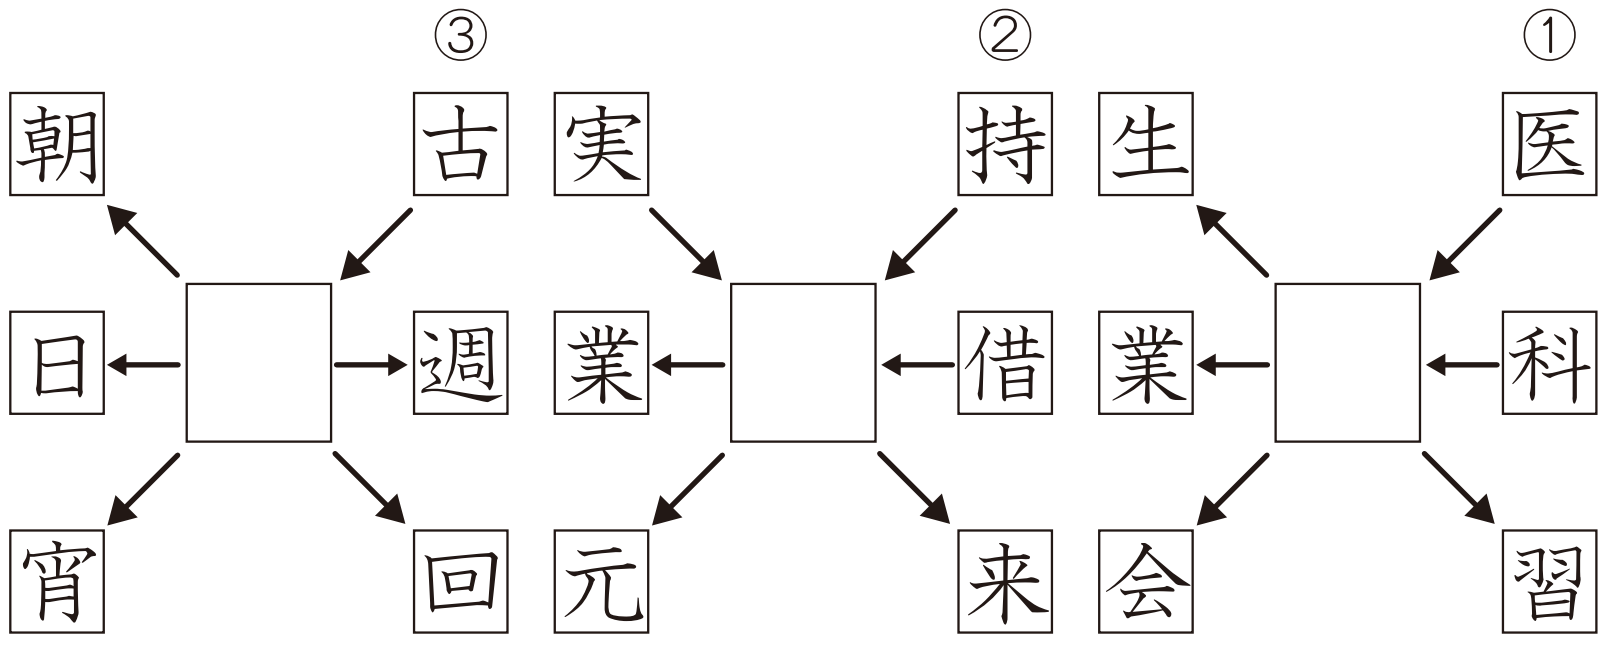 ①
医
科
習
生
業
会
②
持
借
来
実
業
元
③
古
週
回
朝
日
宵